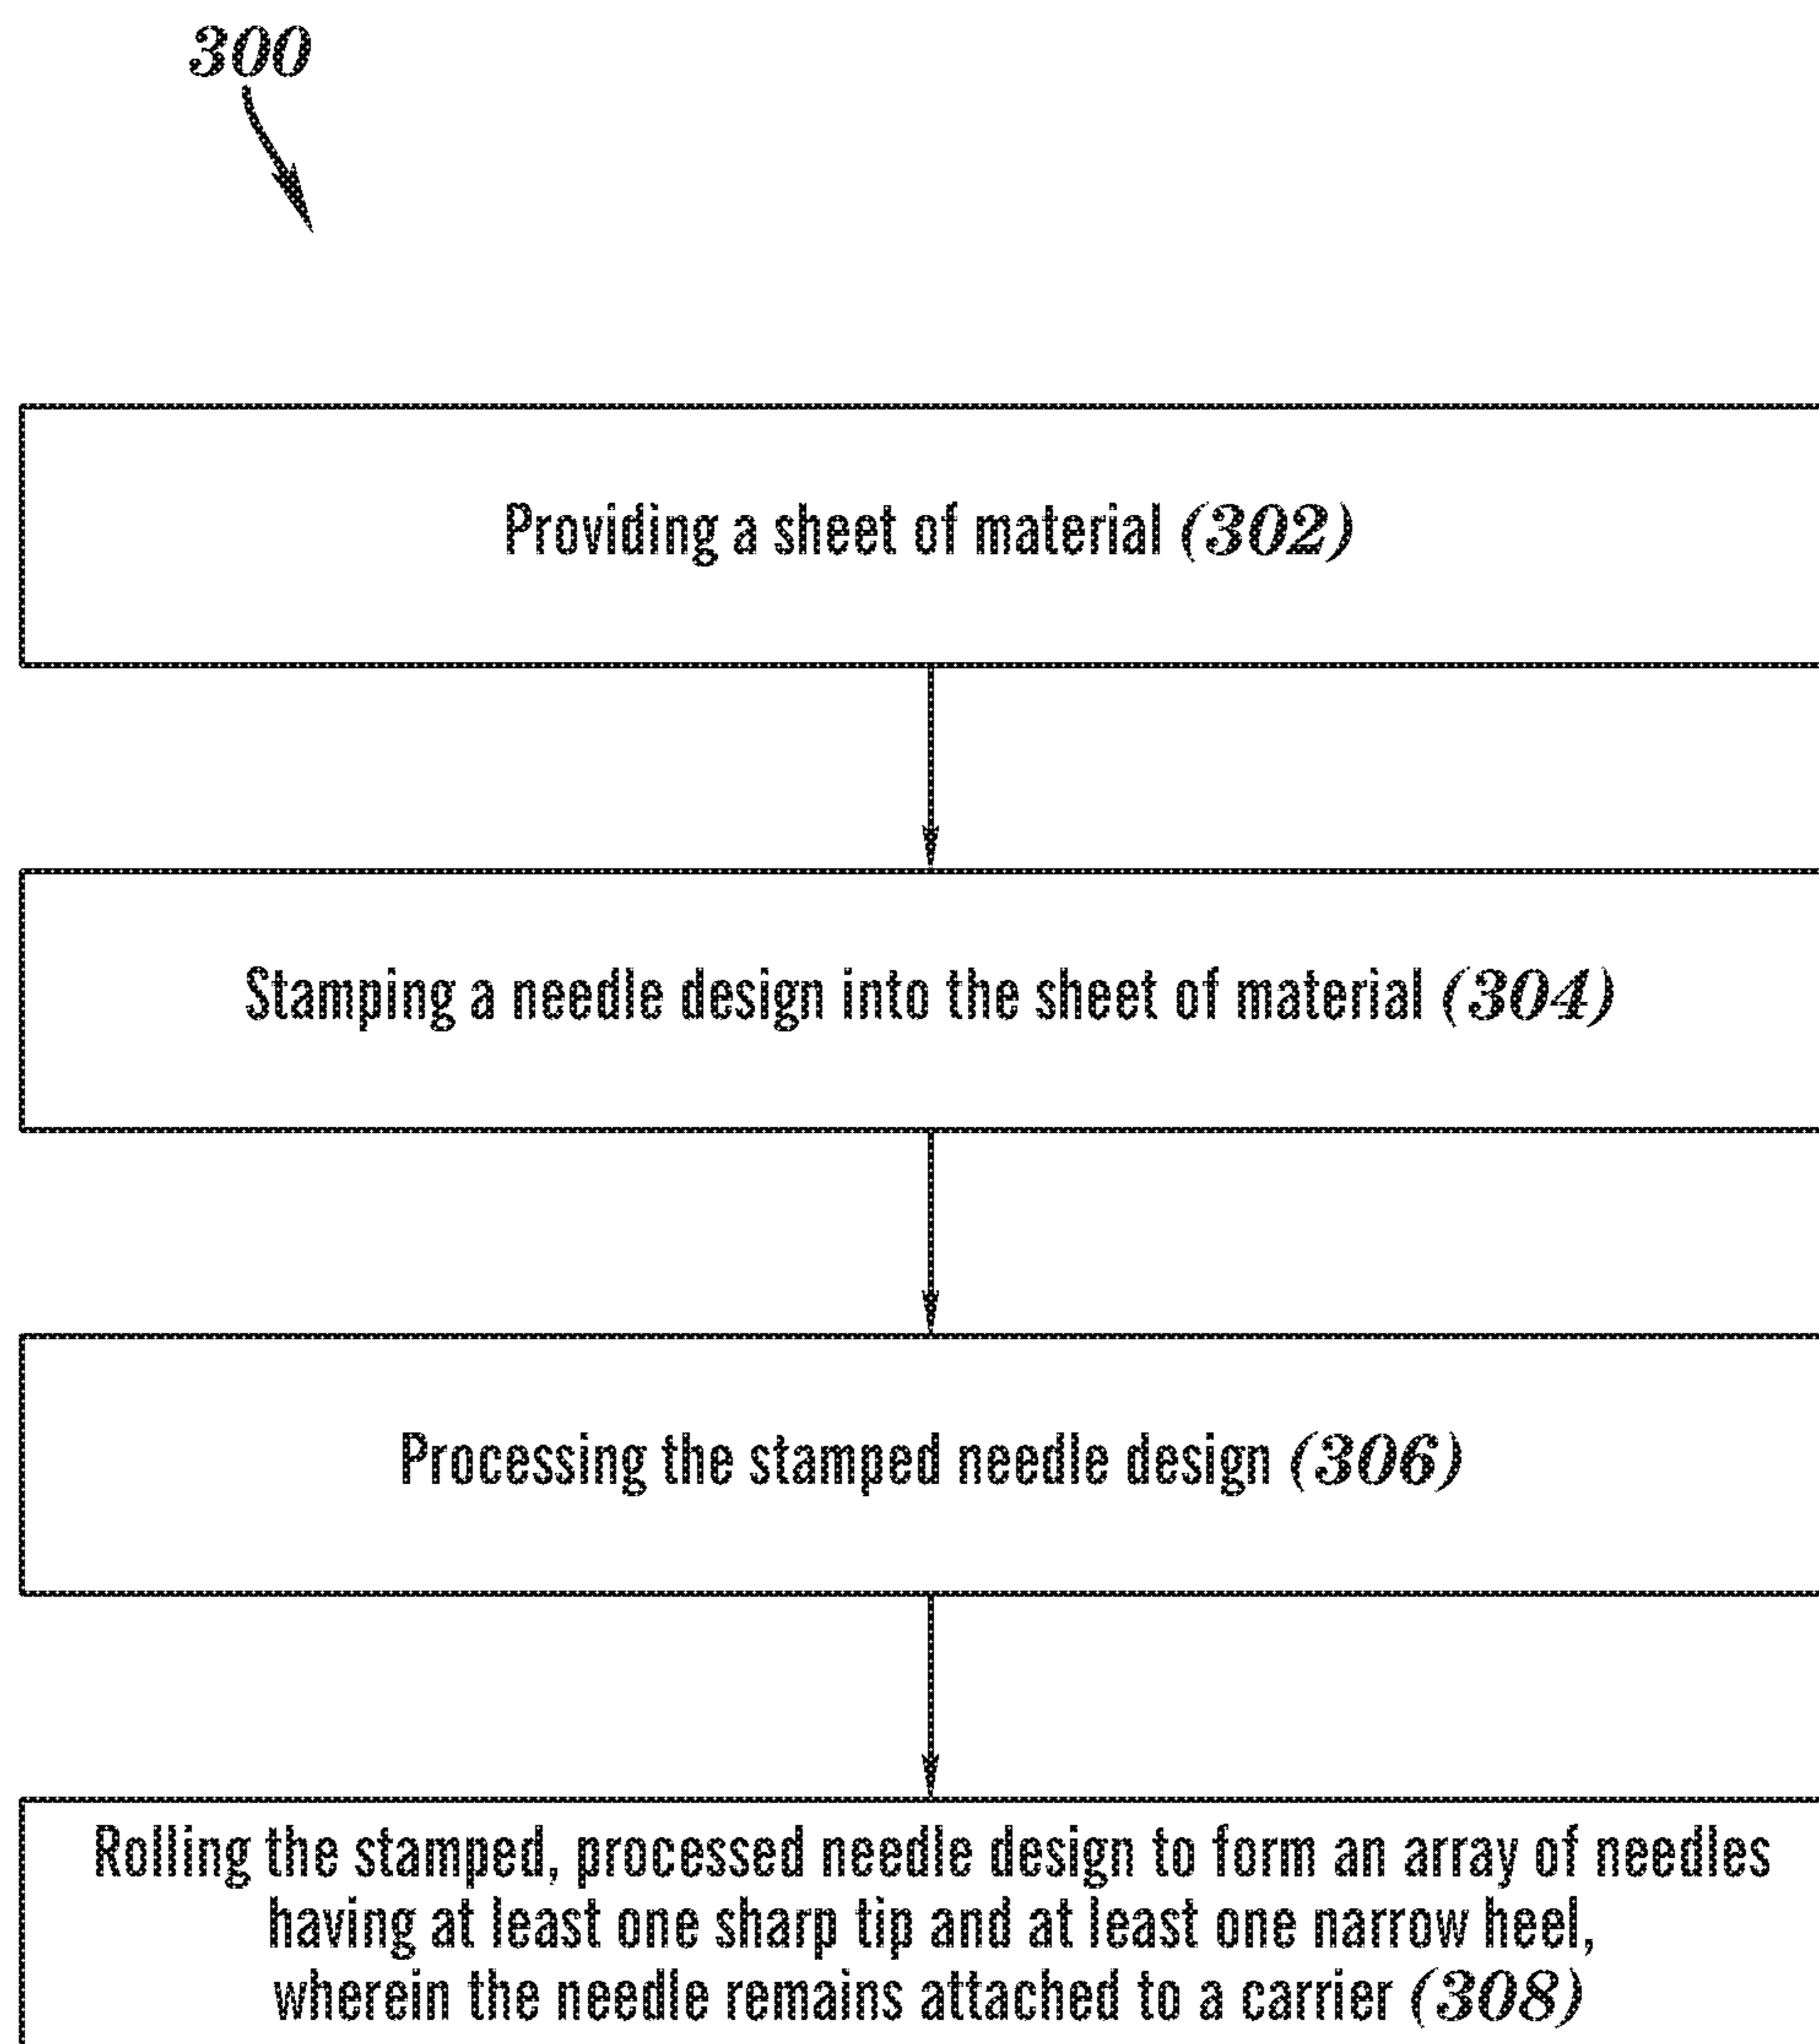 300
Providing a sheet of material (302)
Stamping a needle design into the sheet of material (304)
Processing the stamped needle design (306)
Rolling the stamped, processed needle design to form an array of needles
having at least one sharp tip and at least one narrow heel,
wherein the needle remains attached to a carrier (308)